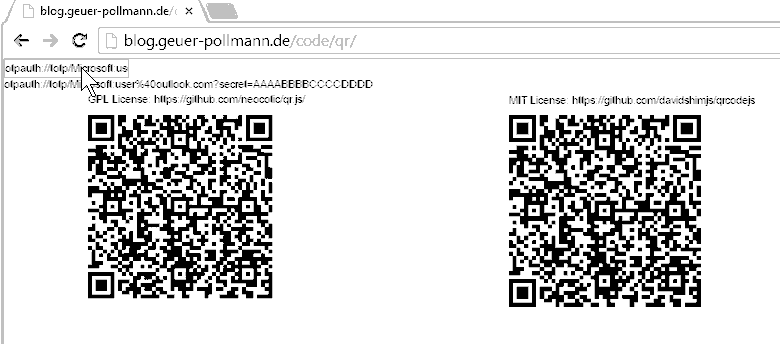 blog.geuer-pollmann.de/c
blog.geuer-pollmann.de/code/qr/
otpauth://totp/Microsoft:us
otpauth://totp/Microsoft:user%40outlook.com?secret=AAAABBBBCCCCDDDD
GPL License: https://github.com/neocotic/qr.js/
MIT License: https://github.com/davidshimjs/qrcodejs